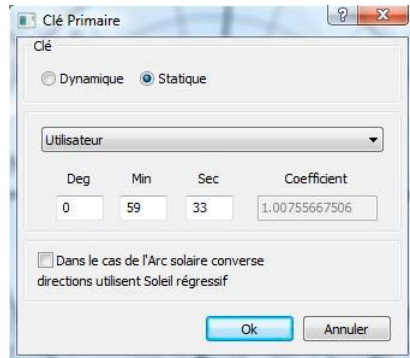 Clé Primaire
Clé
Dynamique Statique
Utilisateur
Deg Min Sec Coefficient
0 59 33 1.00755667506
Dans le cas de l'Arc solaire converse
directions utilisent Soleil régressif
Ok Annuler